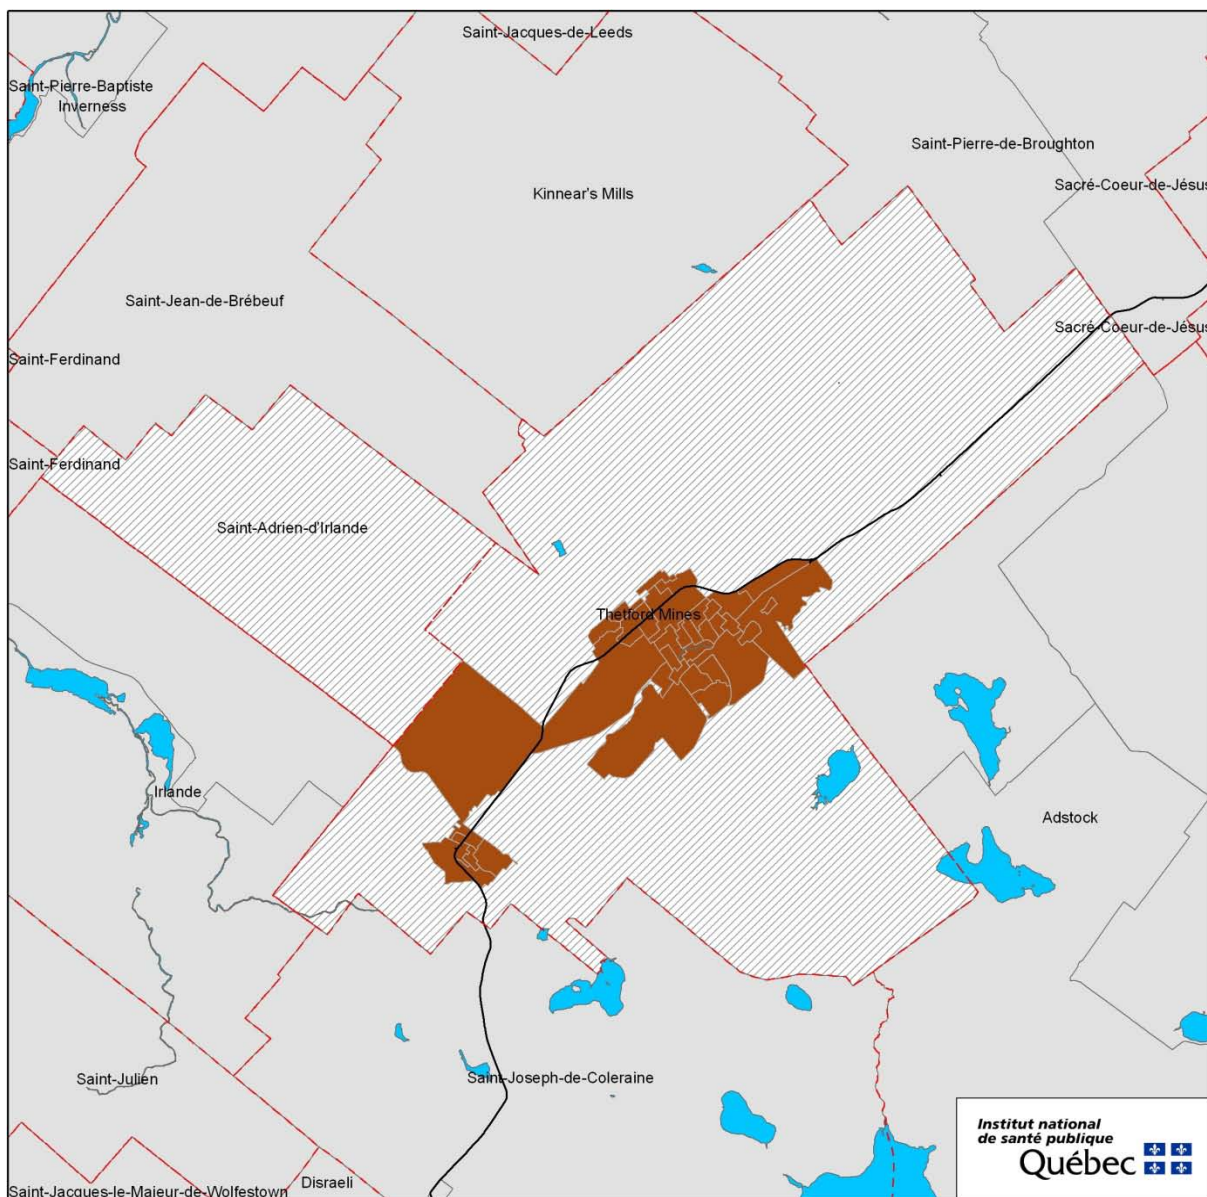 Saint-Jacques-de-Leeds
Saint-Pierre-Baptiste
Inverness
Saint-Pierre-de-Broughton
Sacré-Coeur-de-Jésus
Kinnear's Mills
Saint-Jean-de-Brébeuf
Sacré-Coeur-de-Jésus
Saint-Ferdinand
Saint-Ferdinand
Saint-Adrien-d'Irlande
Thetford Mines
Irlande
Adstock
Saint-Julien
Saint-Joseph-de-Coleraine
Disraeli
Saint-Jacques-le-Majeur-de-Wolfestown
Institut national
de santé publique
Québec